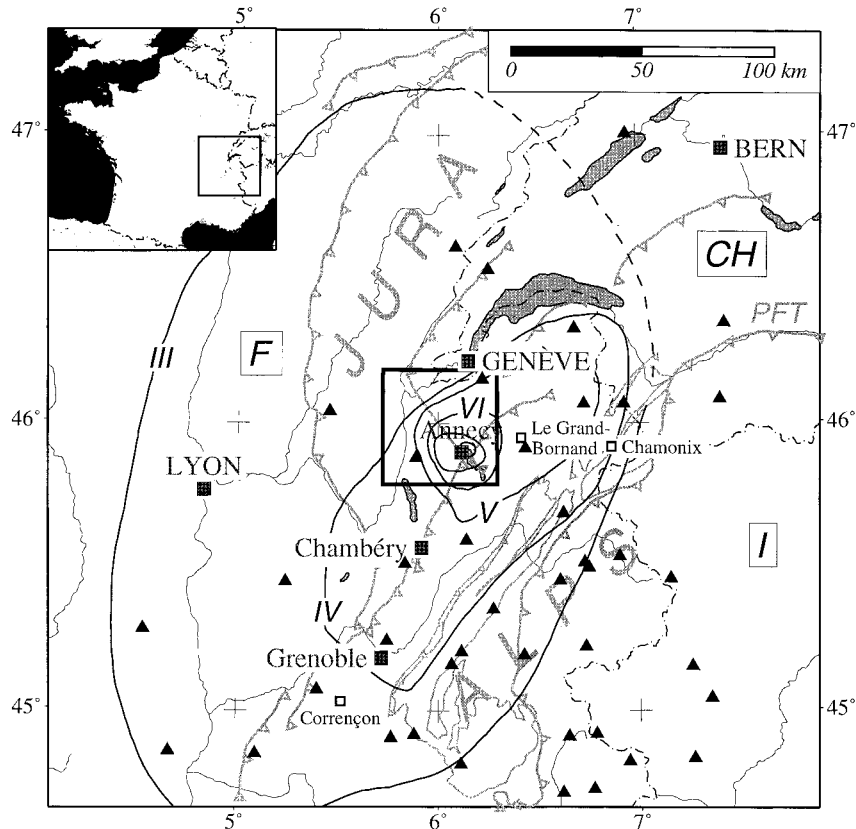 5° 6° 7°
0 50 100 km
47° 47°
BERN
JURA
CH
PFT
III
F
GENÈVE
46° 46°
VI
Annecy
Le Grand-
Bornand
Chamonix
LYON
V
I
Chambéry
ALPS
IV
Grenoble
45° 45°
Corrençon
5° 6° 7°